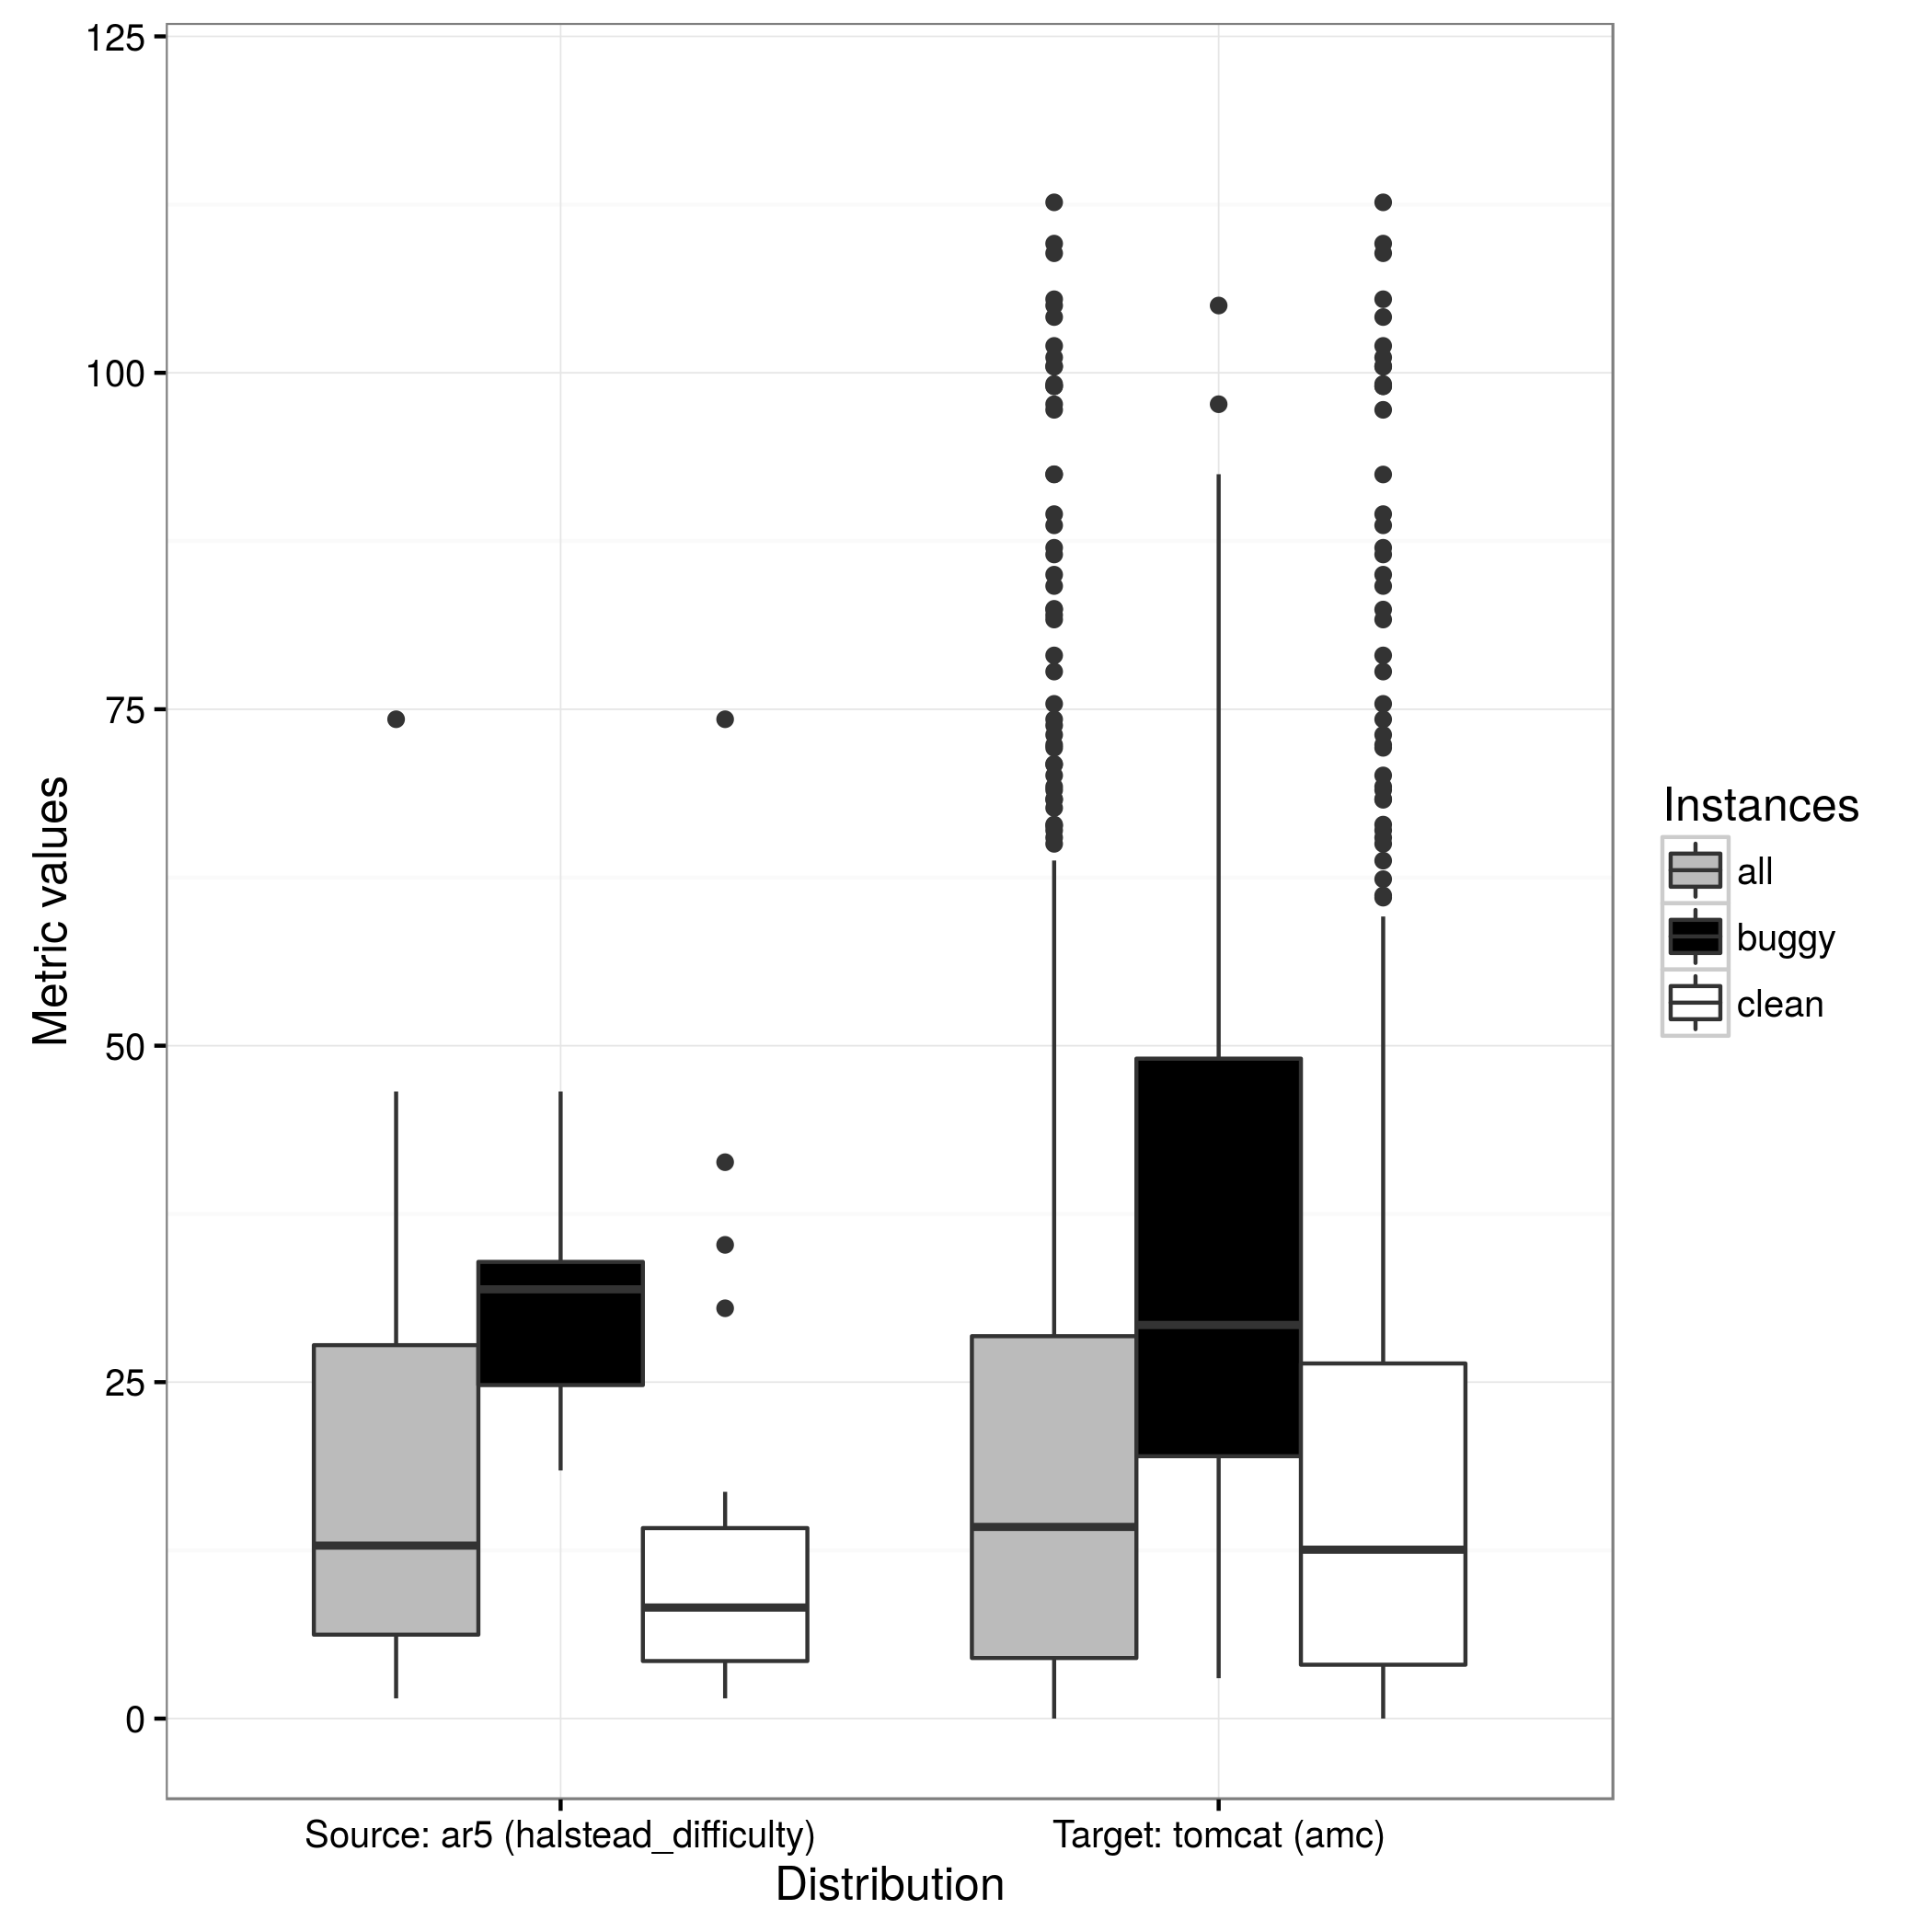 125
100
75
50
25
0
Metric values
Source: ar5 (halstead_difficulty)
Target: tomcat (amc)
Distribution
Instances
all
buggy
clean